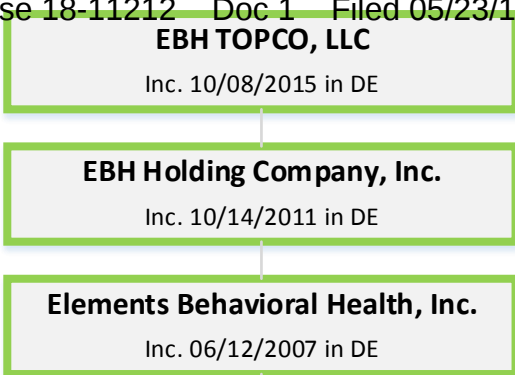 se 18-11212 Doc 1 Filed 05/23/1
EBH TOPCO, LLC
Inc. 10/08/2015 in DE
EBH Holding Company, Inc.
Inc. 10/14/2011 in DE
Elements Behavioral Health, Inc.
Inc. 06/12/2007 in DE